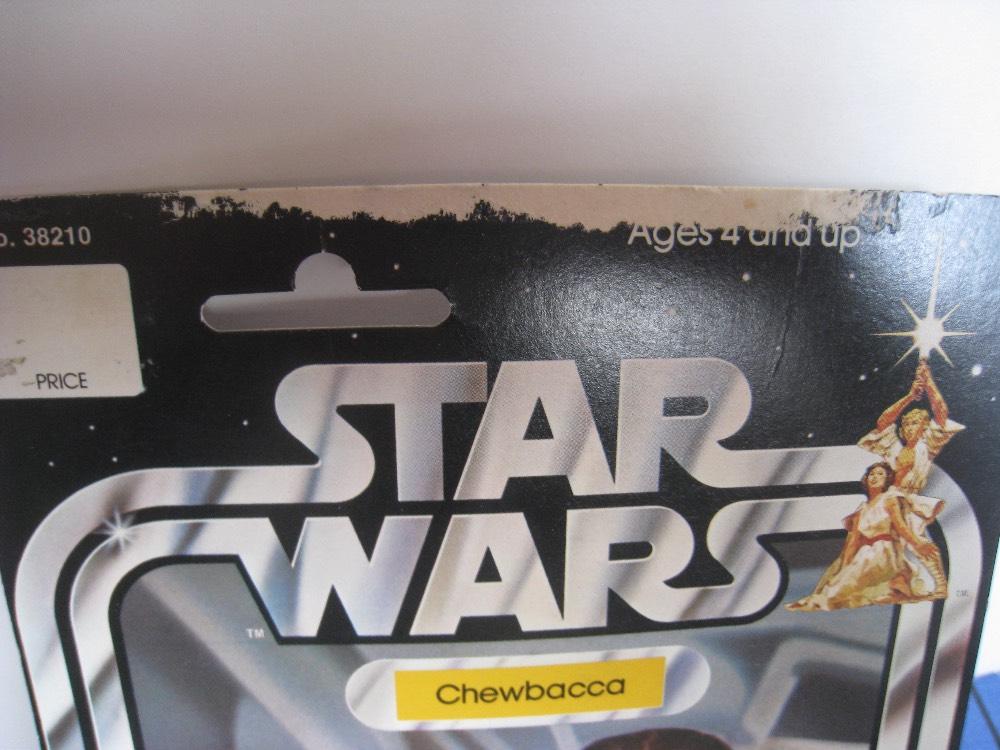 38210
Ages 4 and up
PRICE
STAR
WARS
TM
Chewbacca